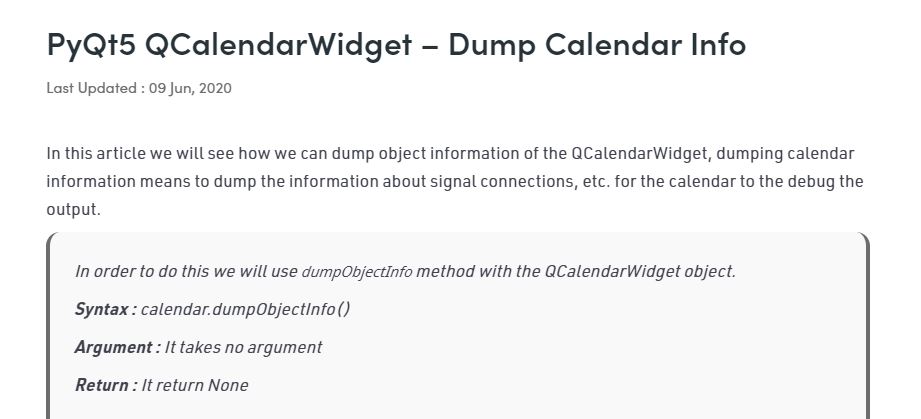 PyQt5 QCalendarWidget – Dump Calendar Info
Last Updated : 09 Jun, 2020
In this article we will see how we can dump object information of the QCalendarWidget, dumping calendar
information means to dump the information about signal connections, etc. for the calendar to the debug the
output.
In order to do this we will use dumpObjectInfo method with the QCalendarWidget object.
Syntax : calendar.dumpObjectInfo()
Argument : It takes no argument
Return : It return None